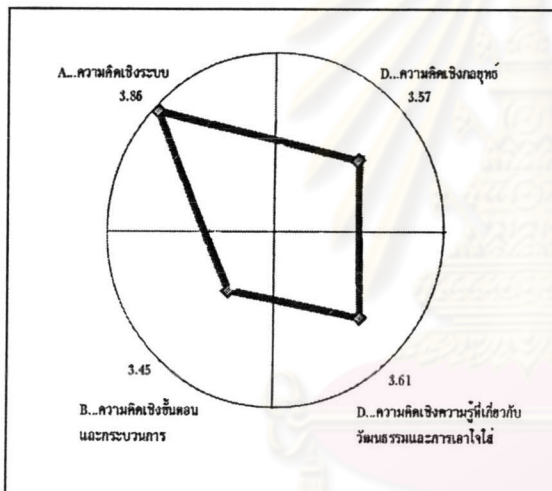 A...ความคิดเชิงระบบ
3.86
D...ความคิดเชิงกลยุทธ์
3.57
3.45
B...ความคิดเชิงขั้นตอน
และกระบวนการ
3.61
D...ความคิดเชิงความรู้ที่เกี่ยวกับ
วัฒนธรรมและการเอาใจใส่